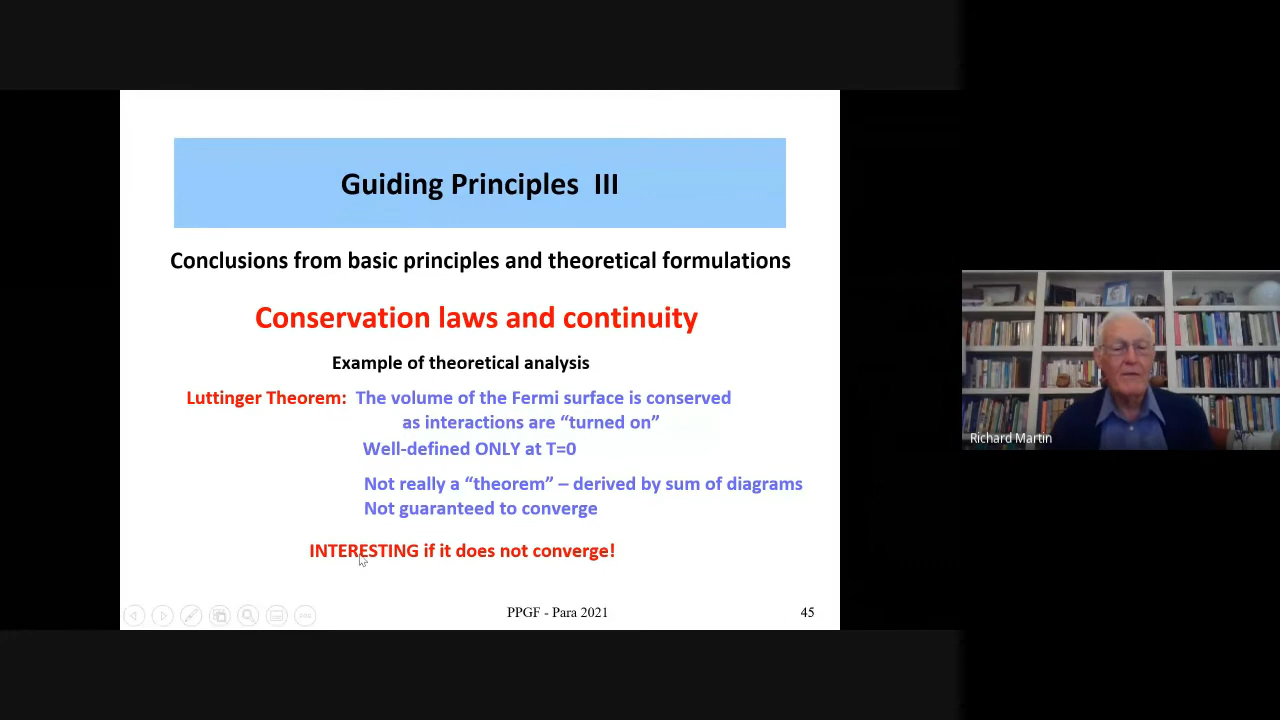 Guiding Principles III
Conclusions from basic principles and theoretical formulations
Conservation laws and continuity
Example of theoretical analysis
Luttinger Theorem: The volume of the Fermi surface is conserved
as interactions are “turned on”
Well-defined ONLY at T=0
Not really a “theorem” – derived by sum of diagrams
Not guaranteed to converge
INTERESTING if it does not converge!
PPGF - Para 2021
45
Richard Martin